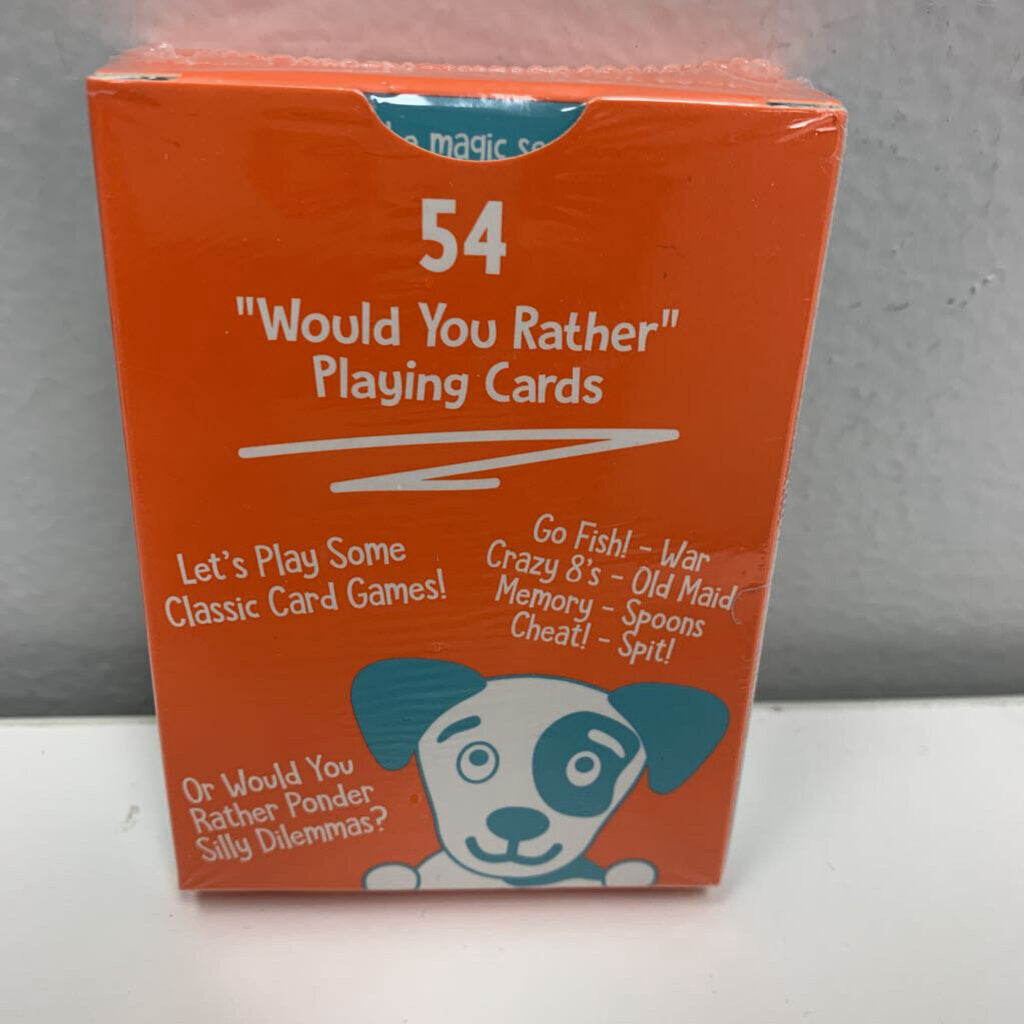 magic
54
"Would You Rather"
Playing Cards
Let's Play Some
Classic Card Games!
Go Fish! - War
Crazy 8's - Old Maid
Memory - Spoons
Cheat! - Spit!
Or Would You
Rather Ponder
Silly Dilemmas?